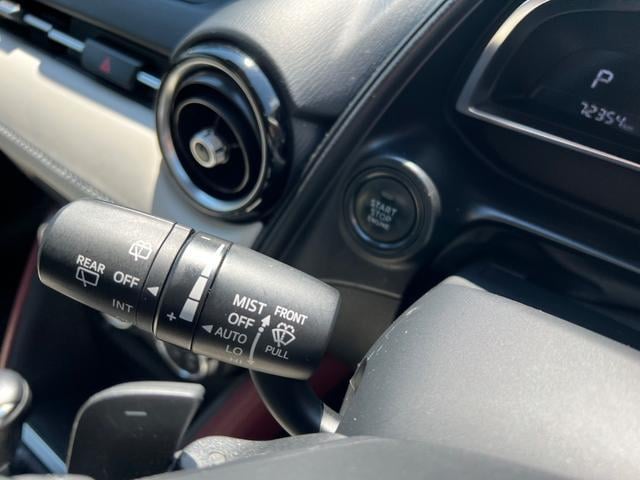 P
72354
START
STOP
ENGINE
REAR
OFF
INT
− 
+
MIST
FRONT
OFF
AUTO
LO
PULL
−